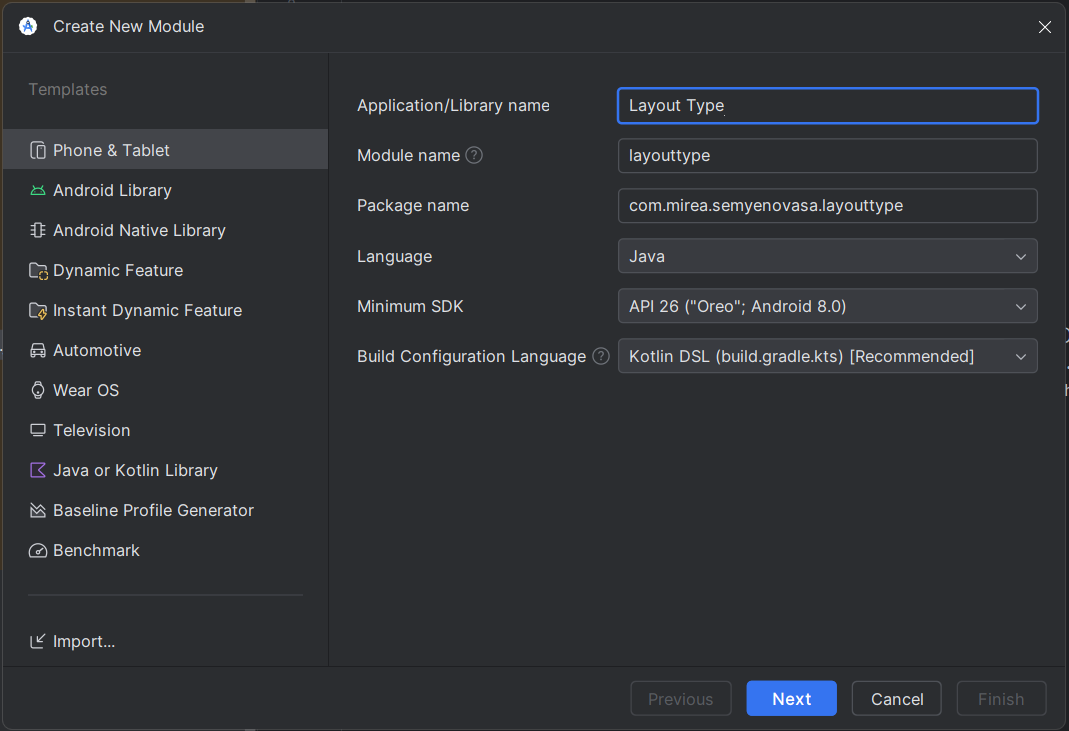 Create New Module
Templates
Phone & Tablet
Android Library
Android Native Library
Dynamic Feature
Instant Dynamic Feature
Automotive
Wear OS
Television
Java or Kotlin Library
Baseline Profile Generator
Benchmark
Import...
Application/Library name
Layout Type
Module name ?
layouttype
Package name
com.mirea.semyenovasa.layouttype
Language
Java
Minimum SDK
API 26 ("Oreo"; Android 8.0)
Build Configuration Language ?
Kotlin DSL (build.gradle.kts) [Recommended]
Previous
Next
Cancel
Finish